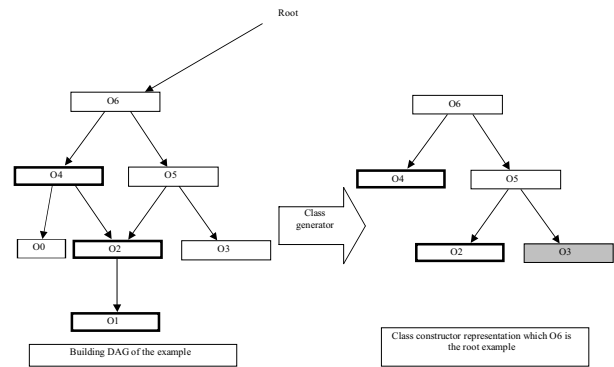 Root
O6
O6
O4
O5
O4
O5
Class
generator
O0
O2
O3
O2
O3
O1
Building DAG of the example
Class constructor representation which O6 is
the root example